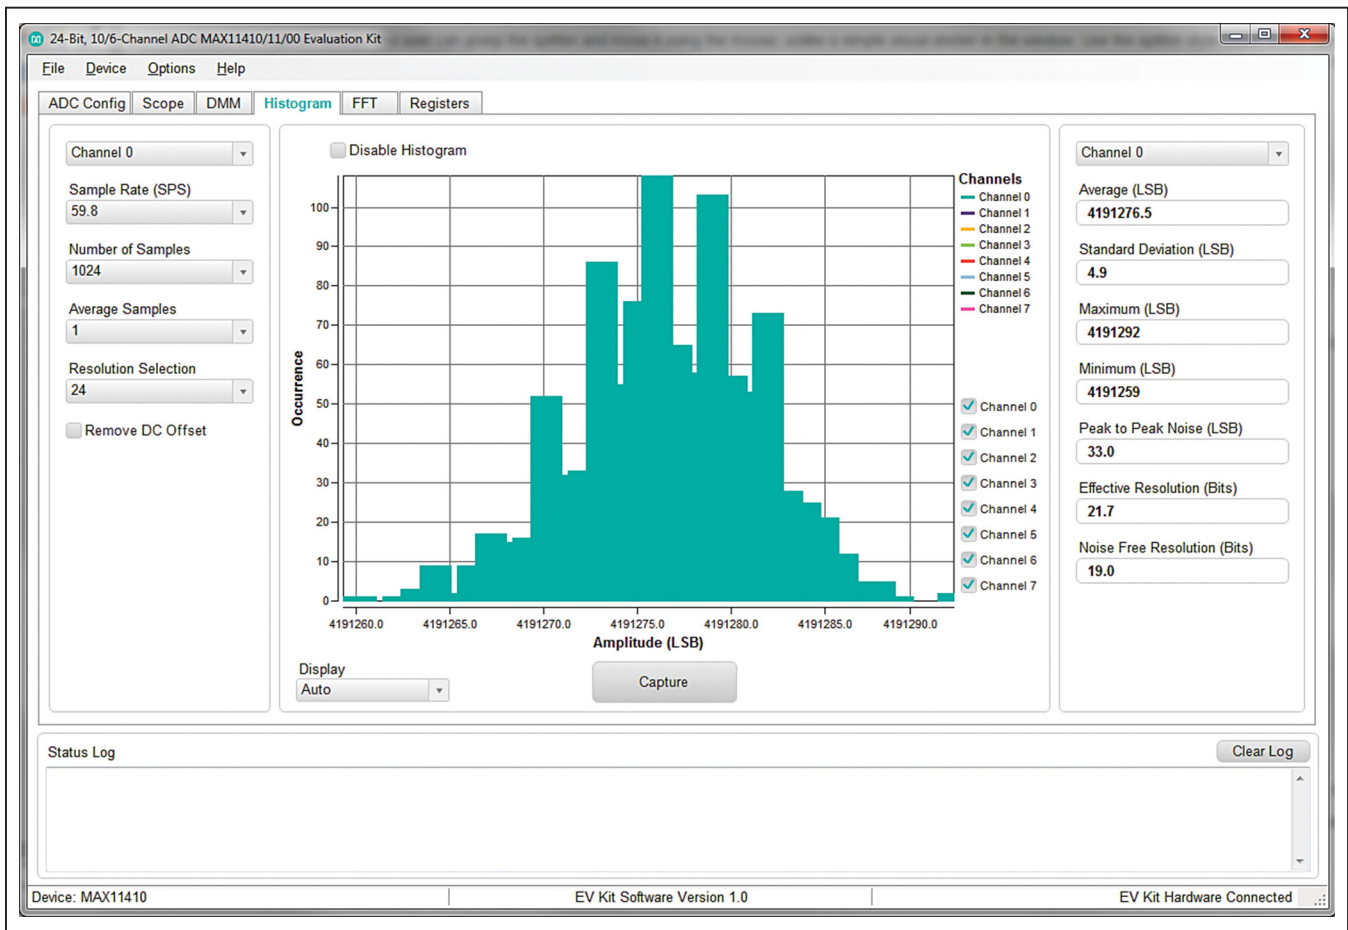 24-Bit, 10/6-Channel ADC MAX11410/11/00 Evaluation Kit
File Device Options Help
ADC Config Scope DMM Histogram FFT Registers
Channel 0
Sample Rate (SPS)
59.8
Number of Samples
1024
Average Samples
1
Resolution Selection
24
Remove DC Offset
Disable Histogram
Occurrence
100
90
80
70
60
50
40
30
20
10
0
4191260.0 4191265.0 4191270.0 4191275.0 4191280.0 4191285.0 4191290.0
Amplitude (LSB)
Channels
Channel 0
Channel 1
Channel 2
Channel 3
Channel 4
Channel 5
Channel 6
Channel 7
Channel 0
Channel 1
Channel 2
Channel 3
Channel 4
Channel 5
Channel 6
Channel 7
Display
Auto
Capture
Channel 0
Average (LSB)
4191276.5
Standard Deviation (LSB)
4.9
Maximum (LSB)
4191292
Minimum (LSB)
4191259
Peak to Peak Noise (LSB)
33.0
Effective Resolution (Bits)
21.7
Noise Free Resolution (Bits)
19.0
Status Log
Clear Log
Device: MAX11410
EV Kit Software Version 1.0
EV Kit Hardware Connected